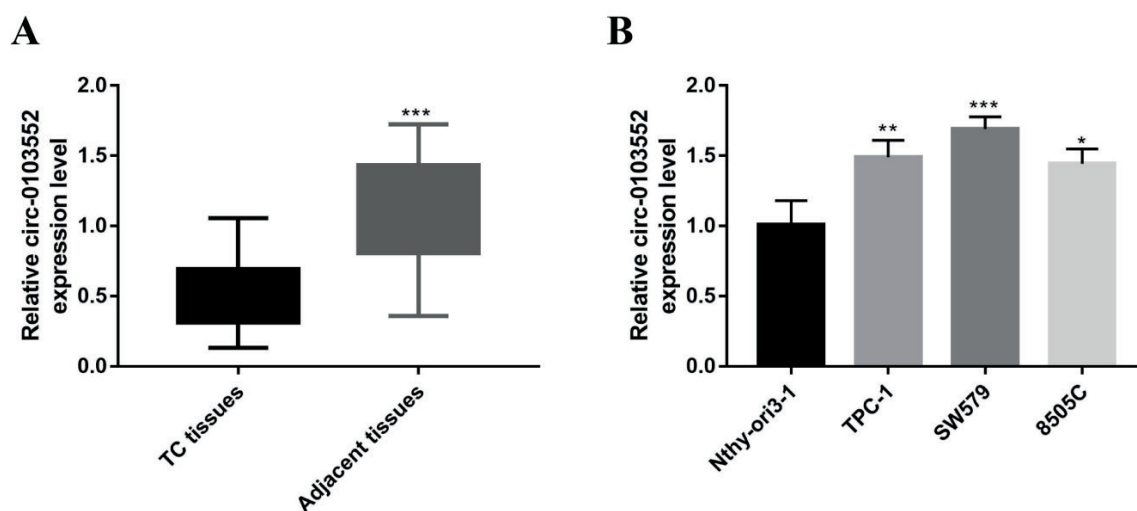 A
Relative circ-0103552
expression level
2.0
1.5
1.0
0.5
0.0
***
TC tissues
Adjacent tissues
B
Relative circ-0103552
expression level
2.0
1.5
1.0
0.5
0.0
**
***
*
Nthy-ori3-1
TPC-1
SW579
8505C